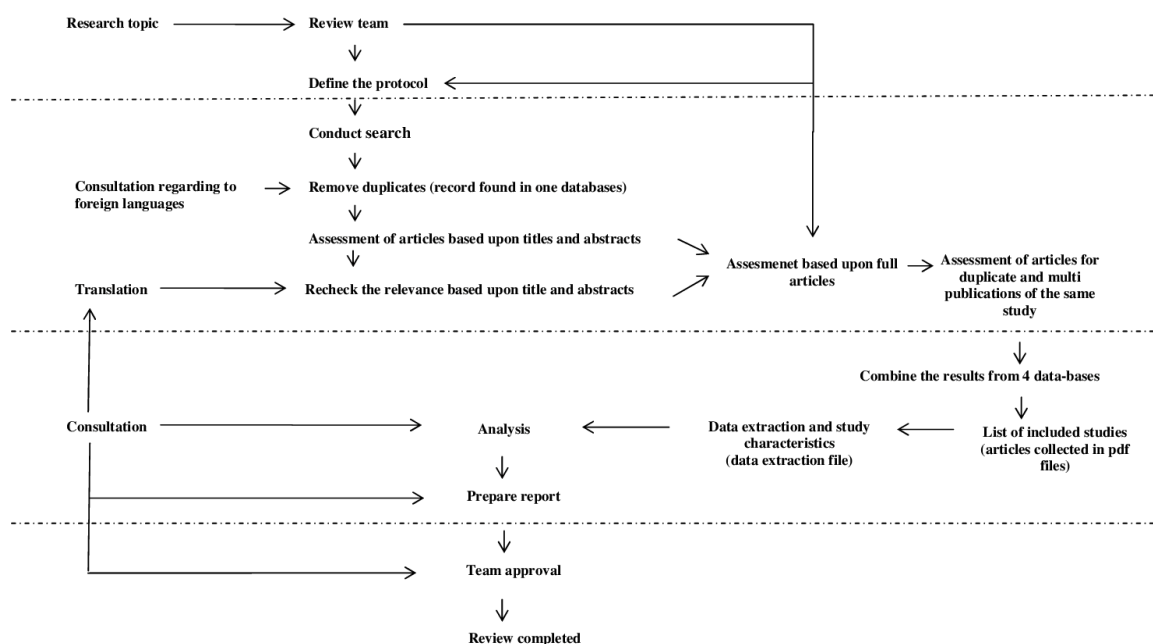 Research topic
Review team
Define the protocol
Conduct search
Consultation regarding to
foreign languages
Remove duplicates (record found in one databases)
Assessment of articles based upon titles and abstracts
Translation
Recheck the relevance based upon title and abstracts
Assesmenet based upon full
articles
Assessment of articles for
duplicate and multi
publications of the same
study
Combine the results from 4 data-bases
Consultation
Analysis
Data extraction and study
characteristics
(data extraction file)
List of included studies
(articles collected in pdf
files)
Prepare report
Team approval
Review completed